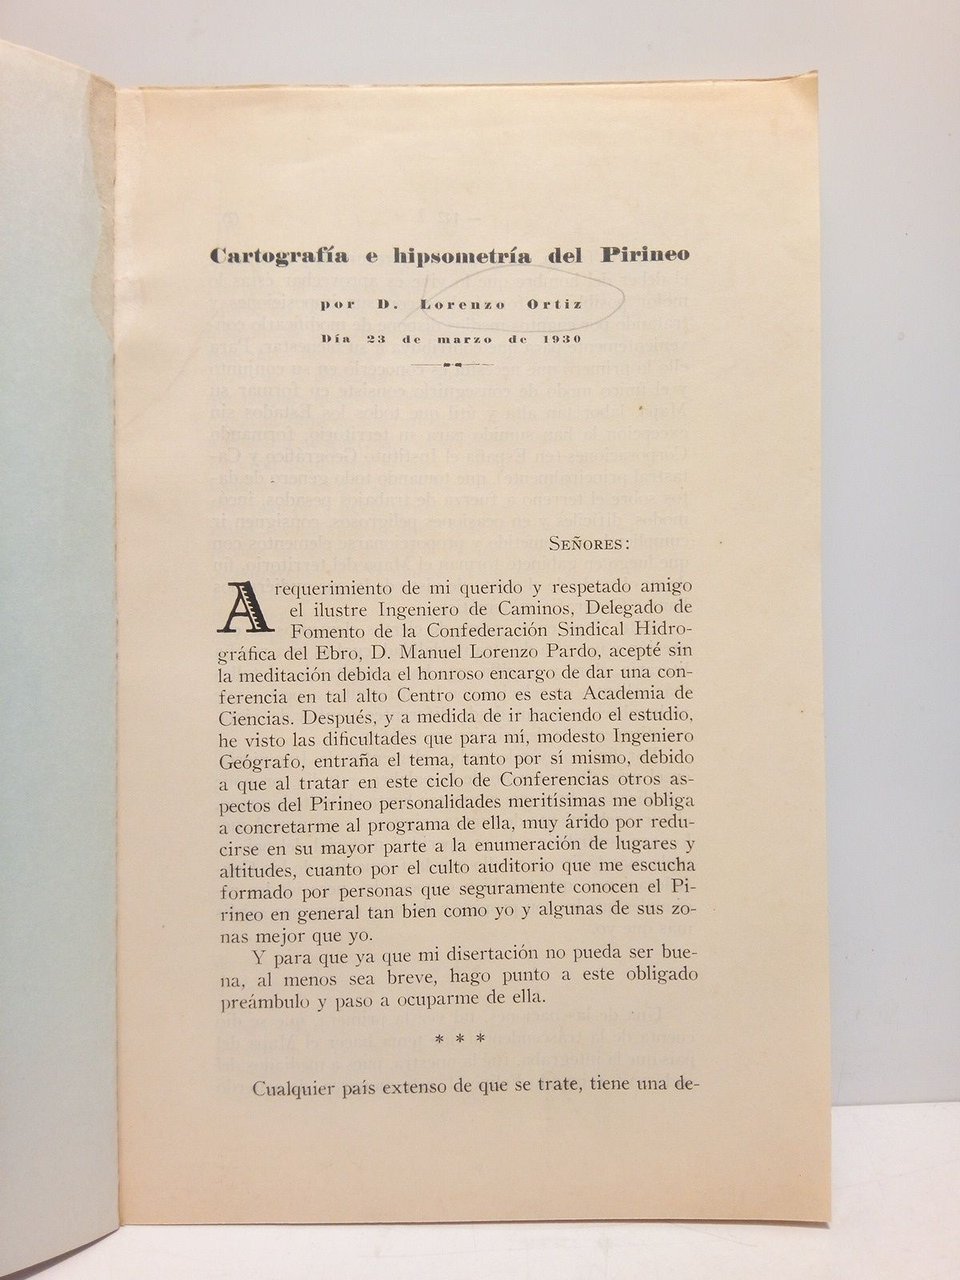 Cartografía e hipsometría del Pirineo
por D. Lorenzo Ortiz
Día 23 de marzo de 1930
SEÑORES:
A requerimiento de mi querido y respetado amigo
el ilustre Ingeniero de Caminos, Delegado de
Fomento de la Confederación Sindical Hidro-
gráfica del Ebro, D. Manuel Lorenzo Pardo, acepté sin
la meditación debida el honroso encargo de dar una con-
ferencia en tal alto Centro como es esta Academia de
Ciencias. Después, y a medida de ir haciendo el estudio,
he visto las dificultades que para mí, modesto Ingeniero
Geógrafo, entraña el tema, tanto por sí mismo, debido
a que al tratar en este ciclo de Conferencias otros as-
pectos del Pirineo personalidades meritísimas me obliga
a concretarme al programa de ella, muy árido por redu-
cirse en su mayor parte a la enumeración de lugares y
altitudes, cuanto por el culto auditorio que me escucha
formado por personas que seguramente conocen el Pi-
rineo en general tan bien como yo y algunas de sus zo-
nas mejor que yo.
Y para que ya que mi disertación no pueda ser bue-
na, al menos sea breve, hago punto a este obligado
preámbulo y paso a ocuparme de ella.
* * *
Cualquier país extenso de que se trate, tiene una de-